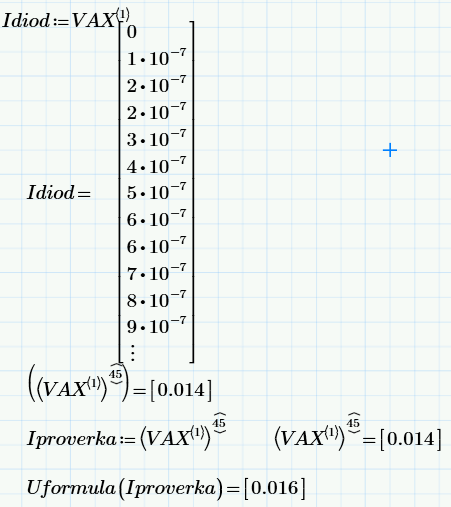 Idiod:=VAX⟨1⟩
Idiod=
0
1•10⁻⁷
2•10⁻⁷
2•10⁻⁷
3•10⁻⁷
4•10⁻⁷
5•10⁻⁷
6•10⁻⁷
6•10⁻⁷
7•10⁻⁷
8•10⁻⁷
9•10⁻⁷
⋮
((VAX⟨1⟩)45)=[0.014]
Iproverka:=(VAX⟨1⟩)45 (VAX⟨1⟩)45=[0.014]
Uformula(Iproverka)=[0.016]